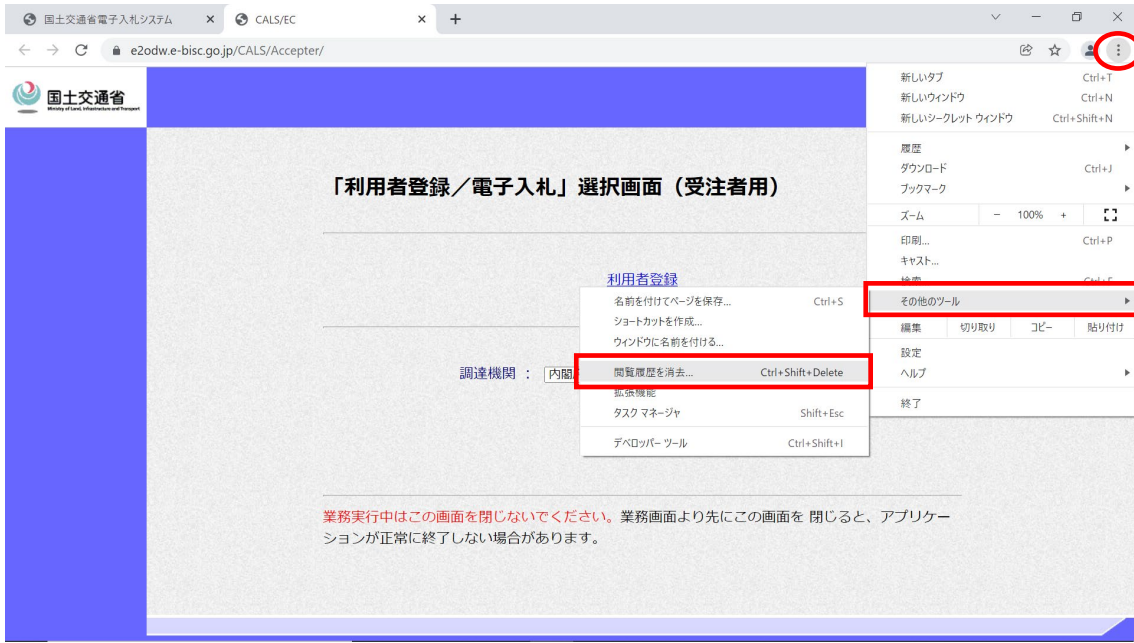 国土交通省電子入札システム
CALS/EC
e2odw.e-bisc.go.jp/CALS/Accepter/
国土交通省
Ministry of Land, Infrastructure and Transport
「利用者登録／電子入札」選択画面（受注者用）
利用者登録
調達機関 ： 内閣
業務実行中はこの画面を閉じないでください。業務画面より先にこの画面を 閉じると、アプリケー
ションが正常に終了しない場合があります。
新しいタブ Ctrl+T
新しいウィンドウ Ctrl+N
新しいシークレット ウィンドウ Ctrl+Shift+N
履歴
ダウンロード Ctrl+J
ブックマーク
ズーム － 100% +
印刷... Ctrl+P
キャスト...
検索... Ctrl+F
その他のツール
編集 切り取り コピー 貼り付け
設定
ヘルプ
終了
名前を付けてページを保存... Ctrl+S
ショートカットを作成...
ウィンドウに名前を付ける...
閲覧履歴を消去... Ctrl+Shift+Delete
拡張機能
タスク マネージャ Shift+Esc
デベロッパー ツール Ctrl+Shift+I